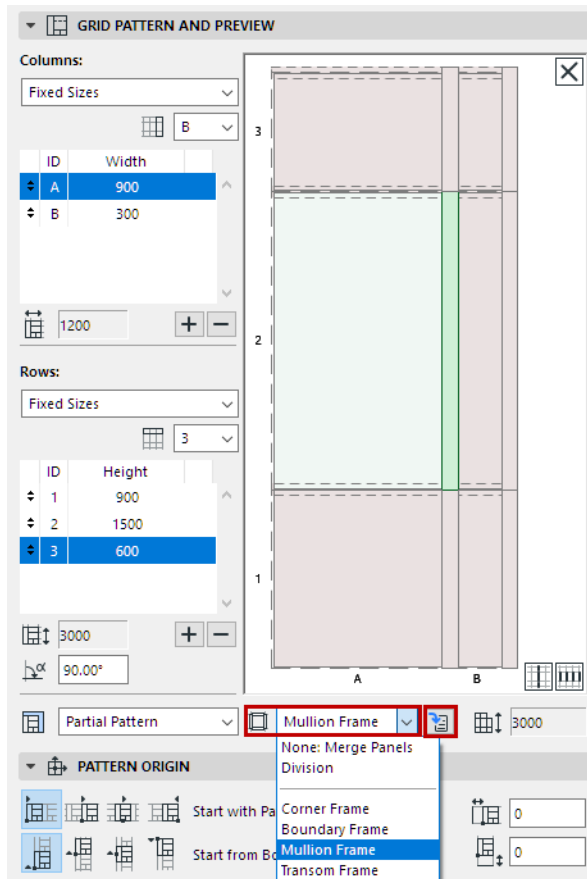 GRID PATTERN AND PREVIEW
Columns:
Fixed Sizes
B
ID Width
A 900
B 300
1200
Rows:
Fixed Sizes
3
ID Height
1 900
2 1500
3 600
3000
α 90.00°
3
2
1
A B
Partial Pattern
Mullion Frame
3000
None: Merge Panels
Division
Corner Frame
Boundary Frame
Mullion Frame
Transom Frame
PATTERN ORIGIN
Start with Pa
0
Start from Bo
0